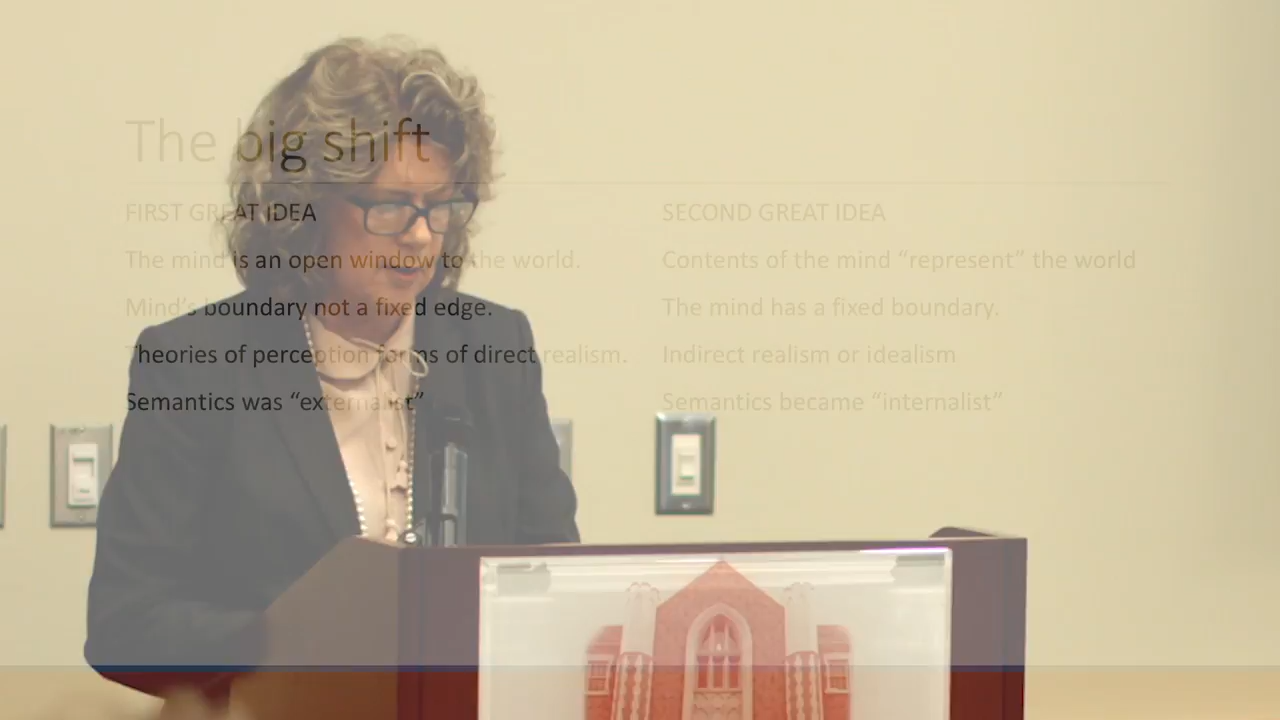 The big shift
FIRST GREAT IDEA
The mind is an open window to the world.
Mind's boundary not a fixed edge.
Theories of perception forms of direct realism.
Semantics was “externalist”
SECOND GREAT IDEA
Contents of the mind “represent” the world
The mind has a fixed boundary.
Indirect realism or idealism
Semantics became “internalist”